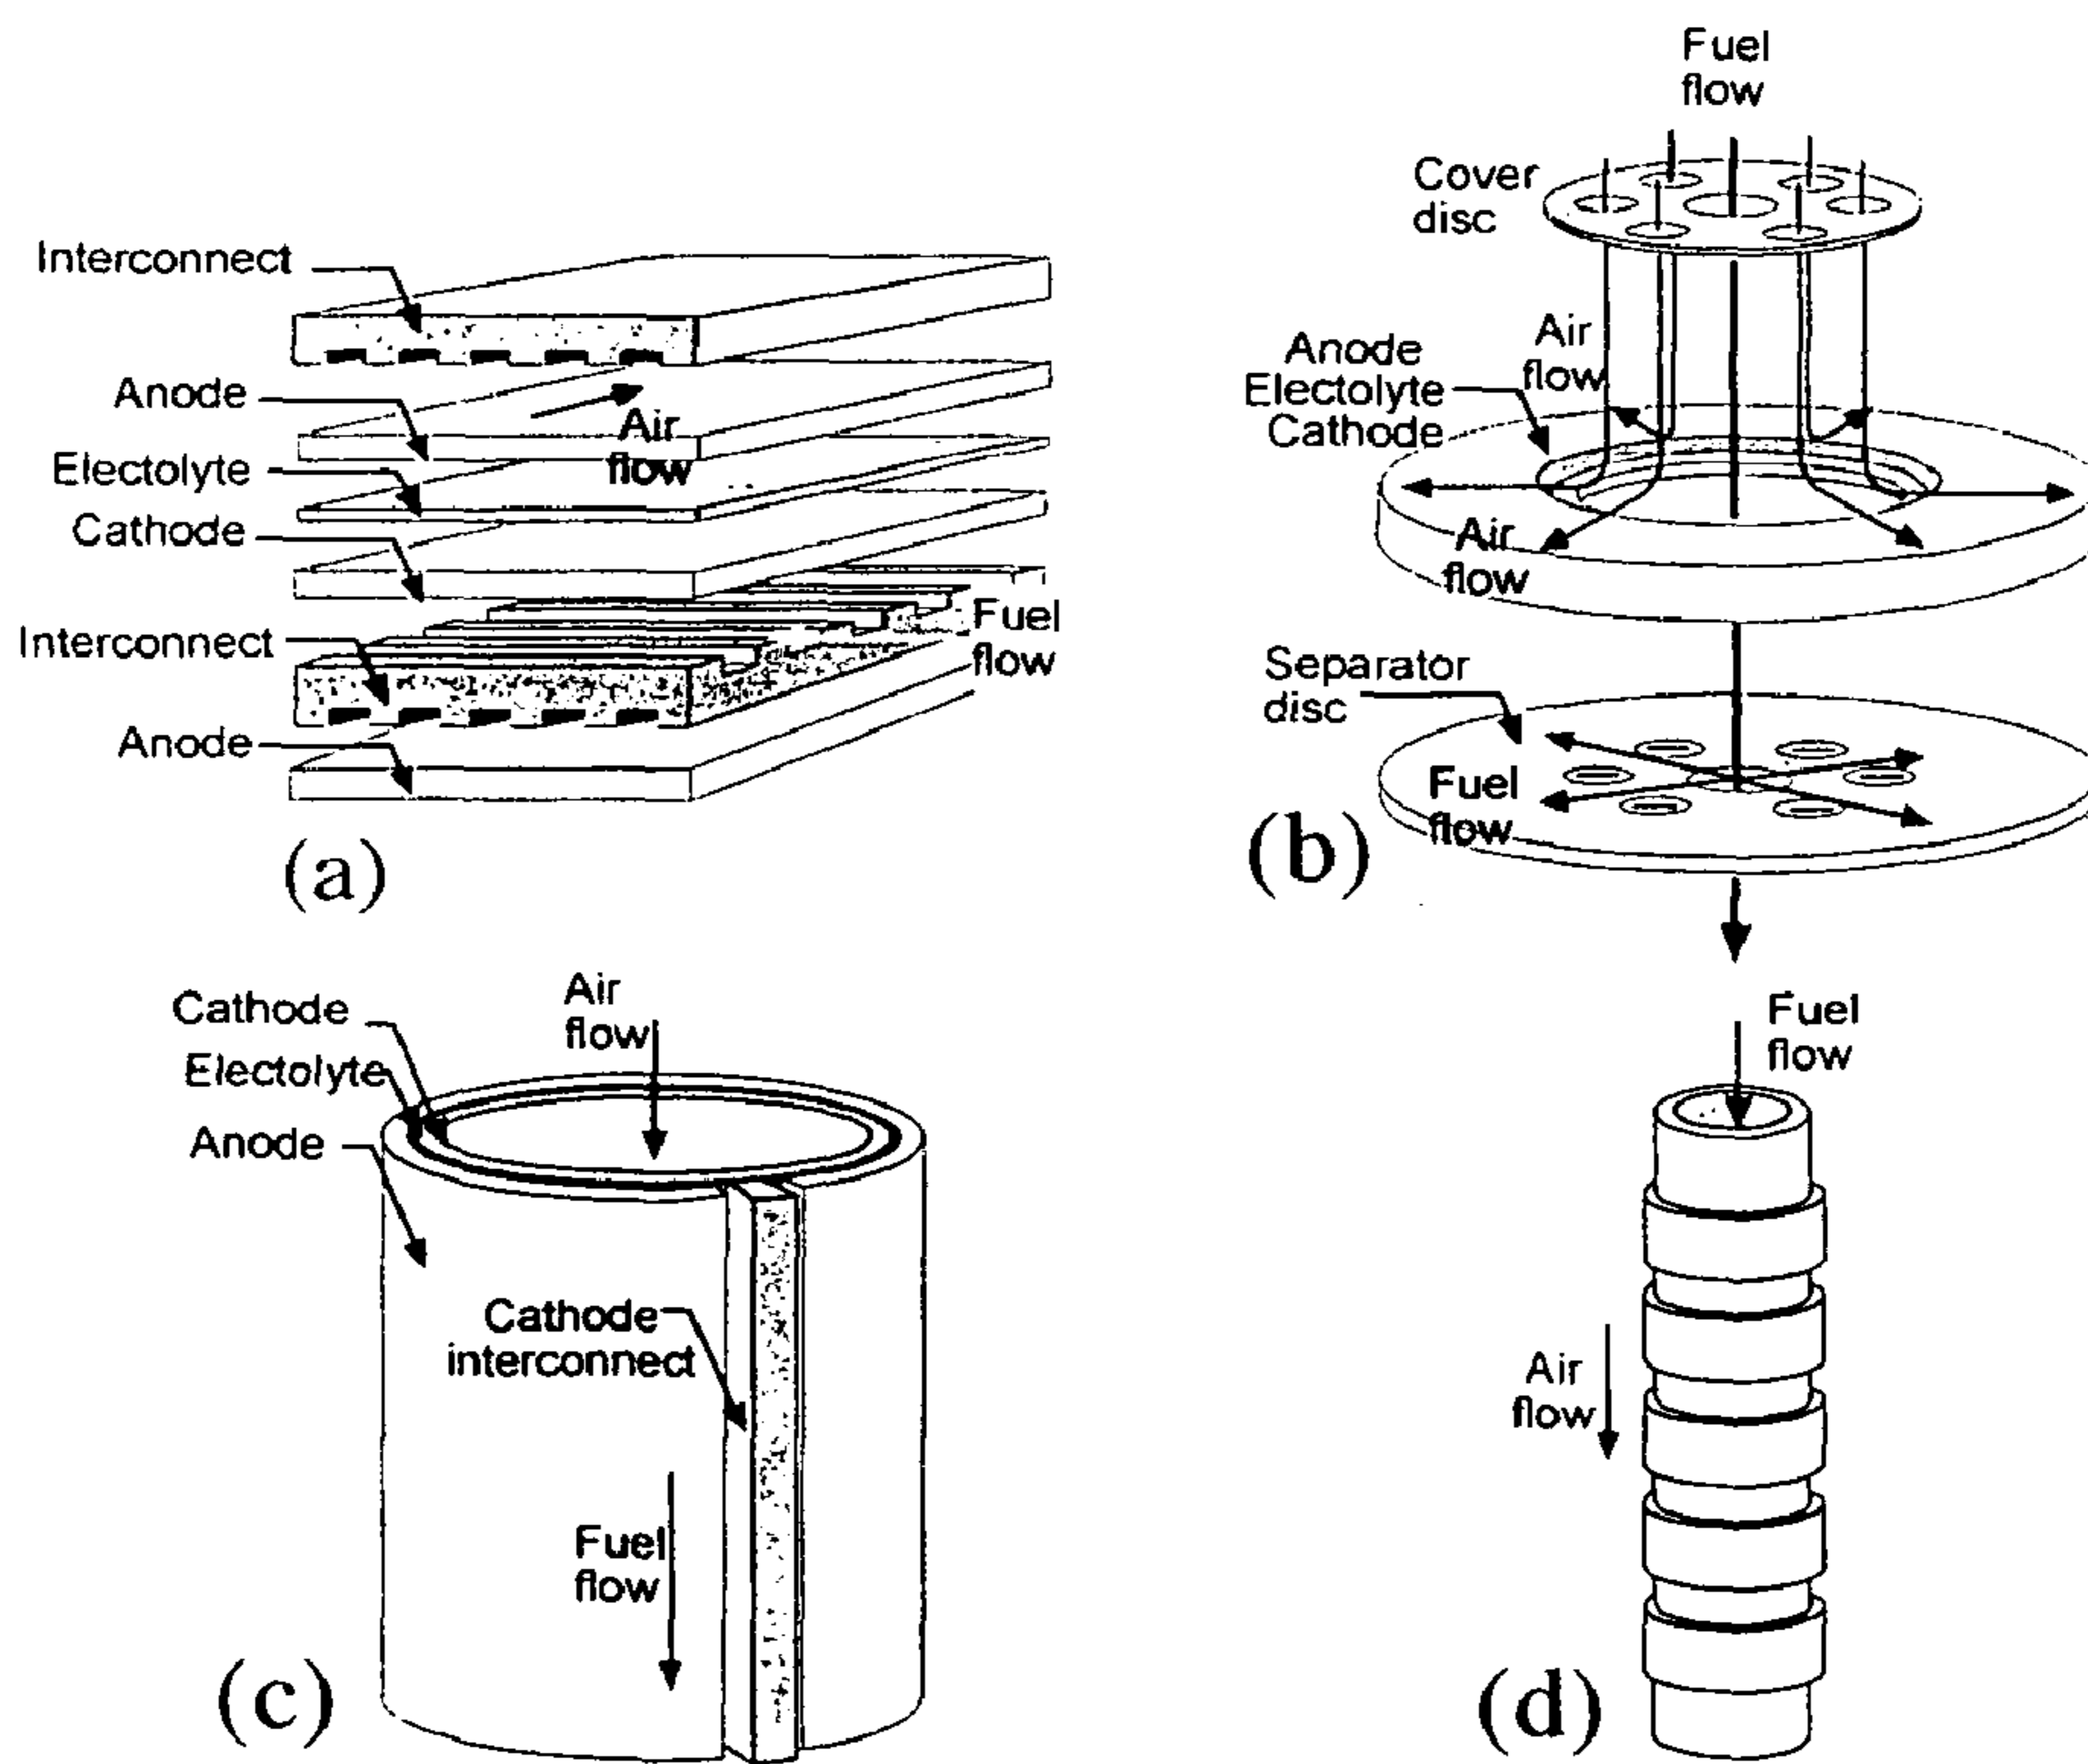 Interconnect
Anode
Air
flow
Electolyte
Cathode
Interconnect
Fuel
flow
Anode
(a)
Fuel
flow
Cover
disc
Air
flow
Anode
Electolyte
Cathode
Air
flow
Separator
disc
Fuel
flow
(b)
Cathode
Air
flow
Electolyte
Anode
Cathode
interconnect
Fuel
flow
(c)
Fuel
flow
Air
flow
(d)